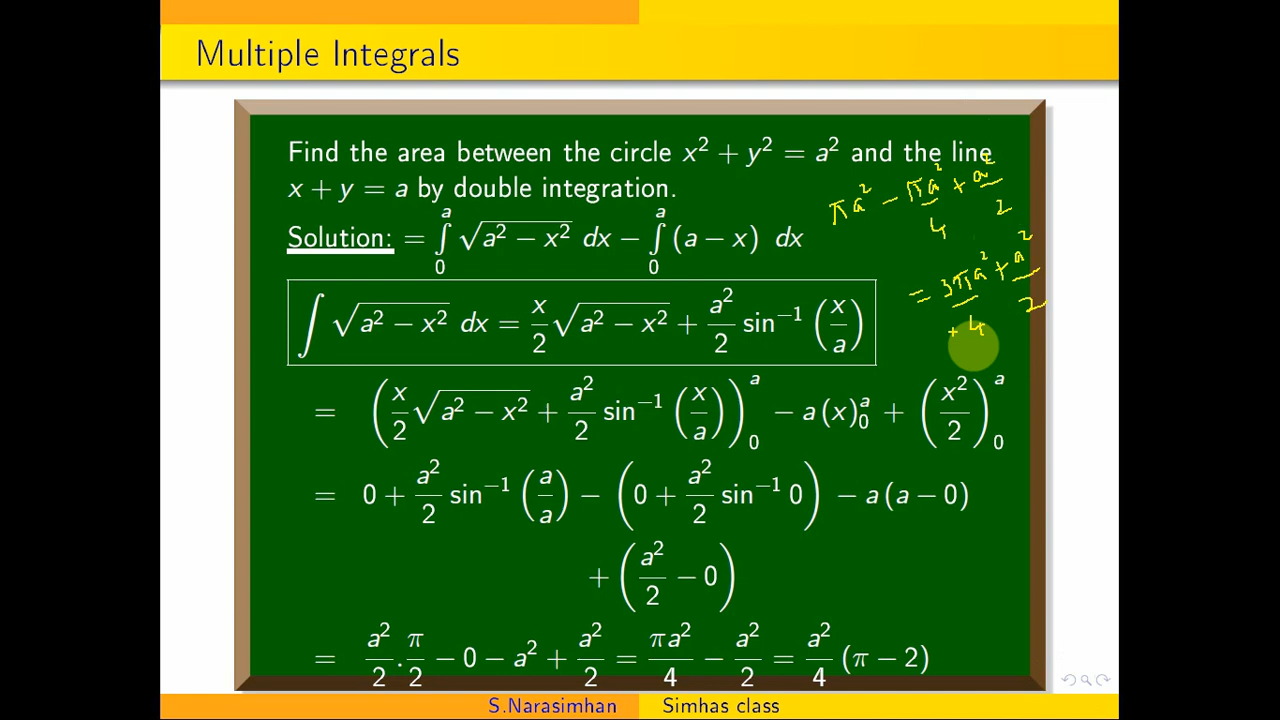 Multiple Integrals
Find the area between the circle x² + y² = a² and the line
x + y = a by double integration.
πa² − πa²/4 + a²/2
Solution: = ∫₀ᵃ √(a² − x²) dx − ∫₀ᵃ (a − x) dx
= 3πa²/4 + a²/2
+
∫ √(a² − x²) dx = x/2 √(a² − x²) + a²/2 sin⁻¹ (x/a)
= (x/2 √(a² − x²) + a²/2 sin⁻¹ (x/a))₀ᵃ − a (x)₀ᵃ + (x²/2)₀ᵃ
= 0 + a²/2 sin⁻¹ (a/a) − (0 + a²/2 sin⁻¹ 0) − a (a − 0)
+ (a²/2 − 0)
= a²/2 . π/2 − 0 − a² + a²/2 = πa²/4 − a²/2 = a²/4 (π − 2)
S.Narasimhan Simhas class